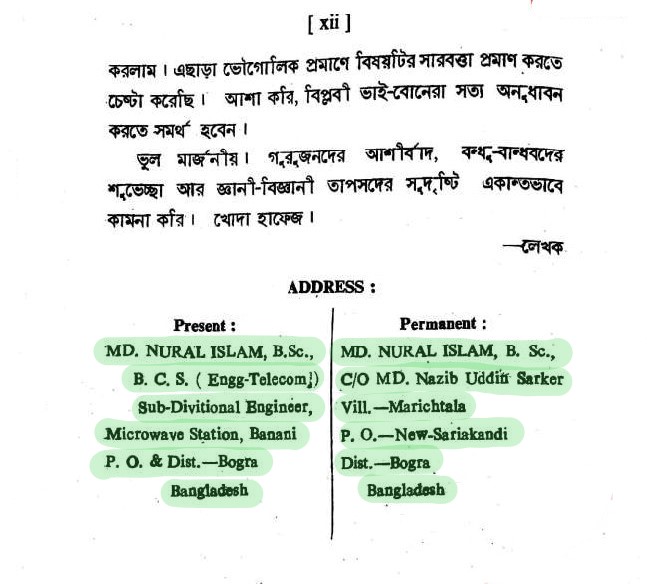 [ xii ]
করলাম । এছাড়া ভৌগোলিক প্রমাণে বিষয়টির সারবত্তা প্রমাণ করতে
চেষ্টা করেছি । আশা করি, বিপ্লবী ভাই-বোনেরা সত্য অনুধাবন
করতে সমর্থ হবেন ।
ভুল মার্জনীয় । গুরুজনদের আশীর্বাদ, বন্ধু-বান্ধবদের
শুভেচ্ছা আর জ্ঞানী-বিজ্ঞানী তাপসদের সুদৃষ্টি একান্তভাবে
কামনা করি । খোদা হাফেজ ।
—লেখক
ADDRESS :
Present :
MD. NURAL ISLAM, B.Sc.,
B. C. S. ( Engg-Telecom.)
Sub-Divitional Engineer,
Microwave Station, Banani
P. O. & Dist.—Bogra
Bangladesh
Permanent :
MD. NURAL ISLAM, B. Sc.,
C/O MD. Nazib Uddin Sarker
Vill.—Marichtala
P. O.—New-Sariakandi
Dist.—Bogra
Bangladesh